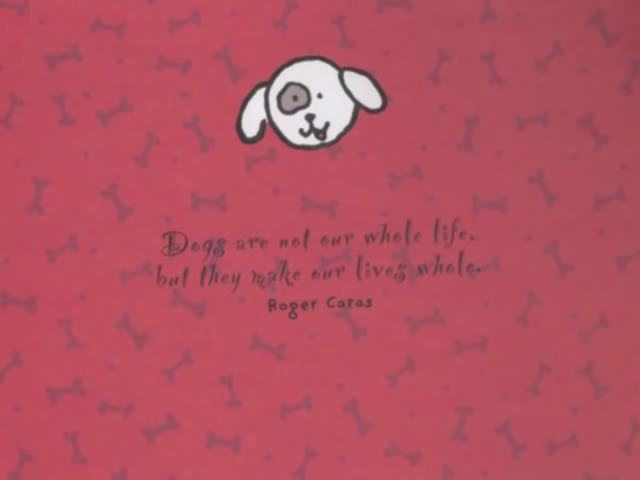 Dogs are not our whole life.
but they make our lives whole.
Roger Caras